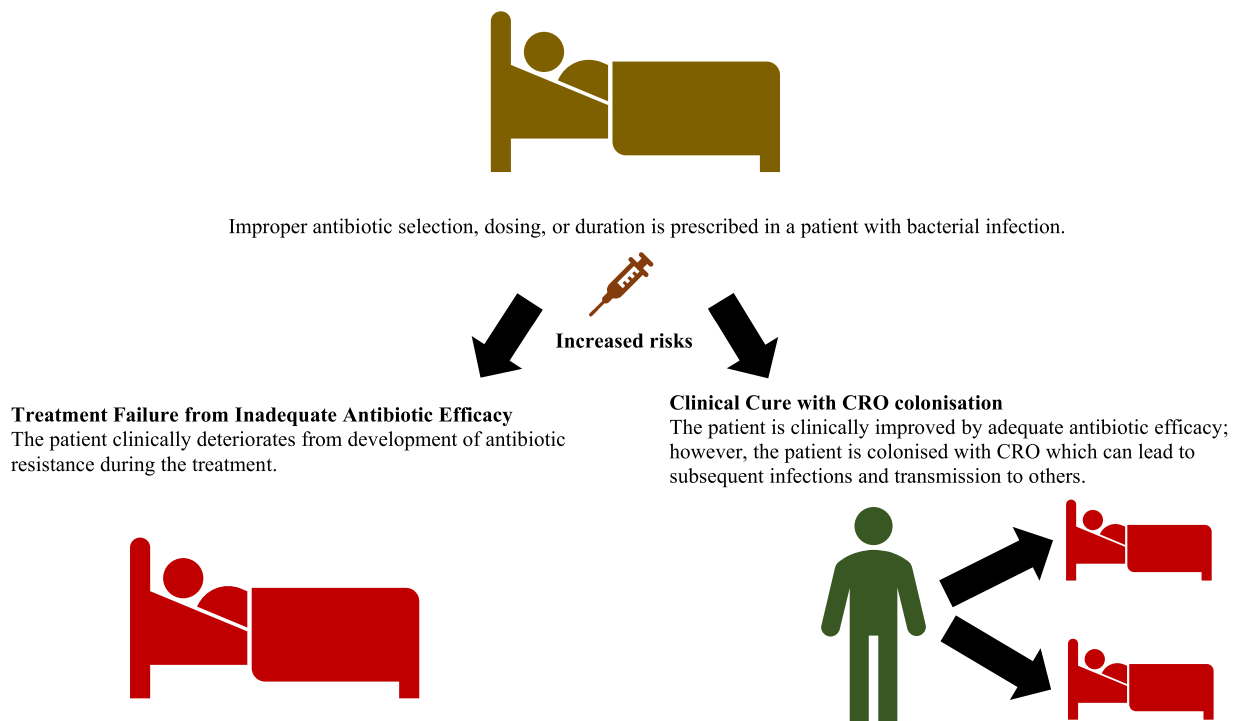 Improper antibiotic selection, dosing, or duration is prescribed in a patient with bacterial infection.
Increased risks
Treatment Failure from Inadequate Antibiotic Efficacy
The patient clinically deteriorates from development of antibiotic
resistance during the treatment.
Clinical Cure with CRO colonisation
The patient is clinically improved by adequate antibiotic efficacy;
however, the patient is colonised with CRO which can lead to
subsequent infections and transmission to others.